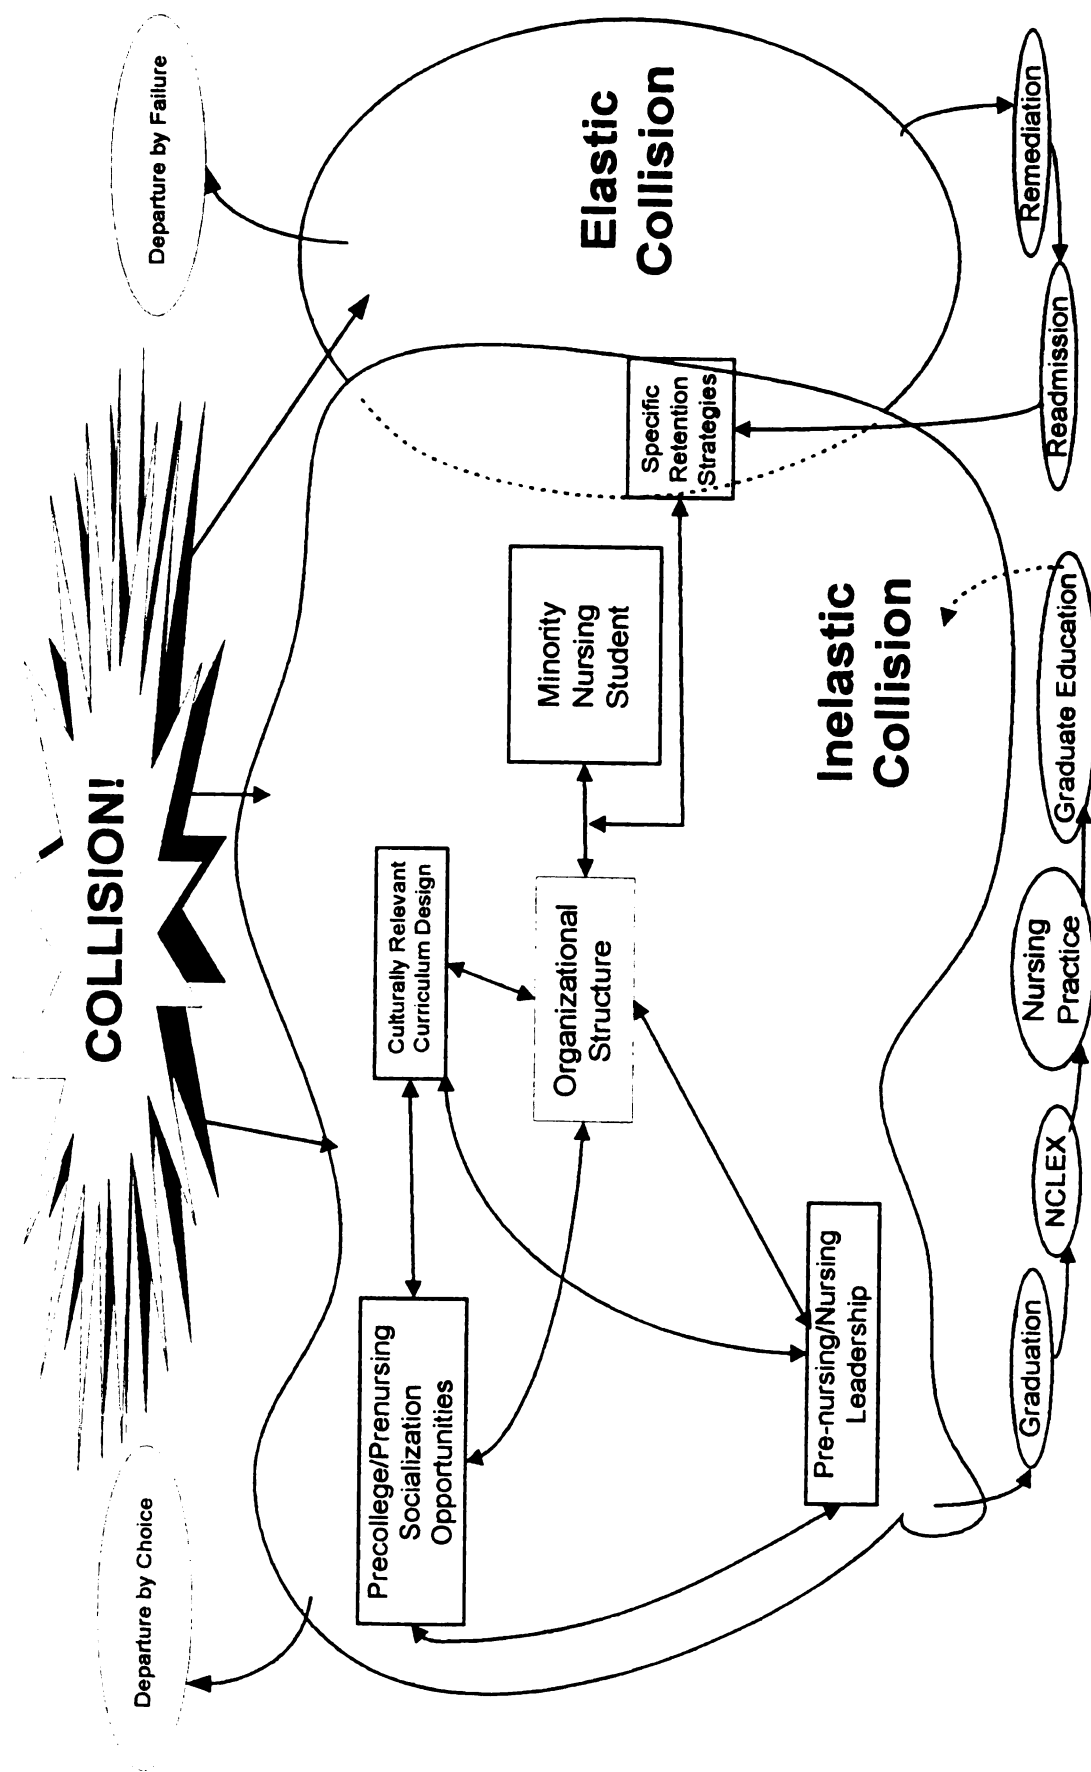 Departure by Choice
COLLISION!
Departure by Failure
Precollege/Prenursing
Socialization
Opportunities
Culturally Relevant
Curriculum Design
Organizational
Structure
Minority
Nursing
Student
Specific
Retention
Strategies
Elastic
Collision
Pre-nursing/Nursing
Leadership
Inelastic
Collision
Graduation
NCLEX
Nursing
Practice
Graduate Education
Readmission
Remediation